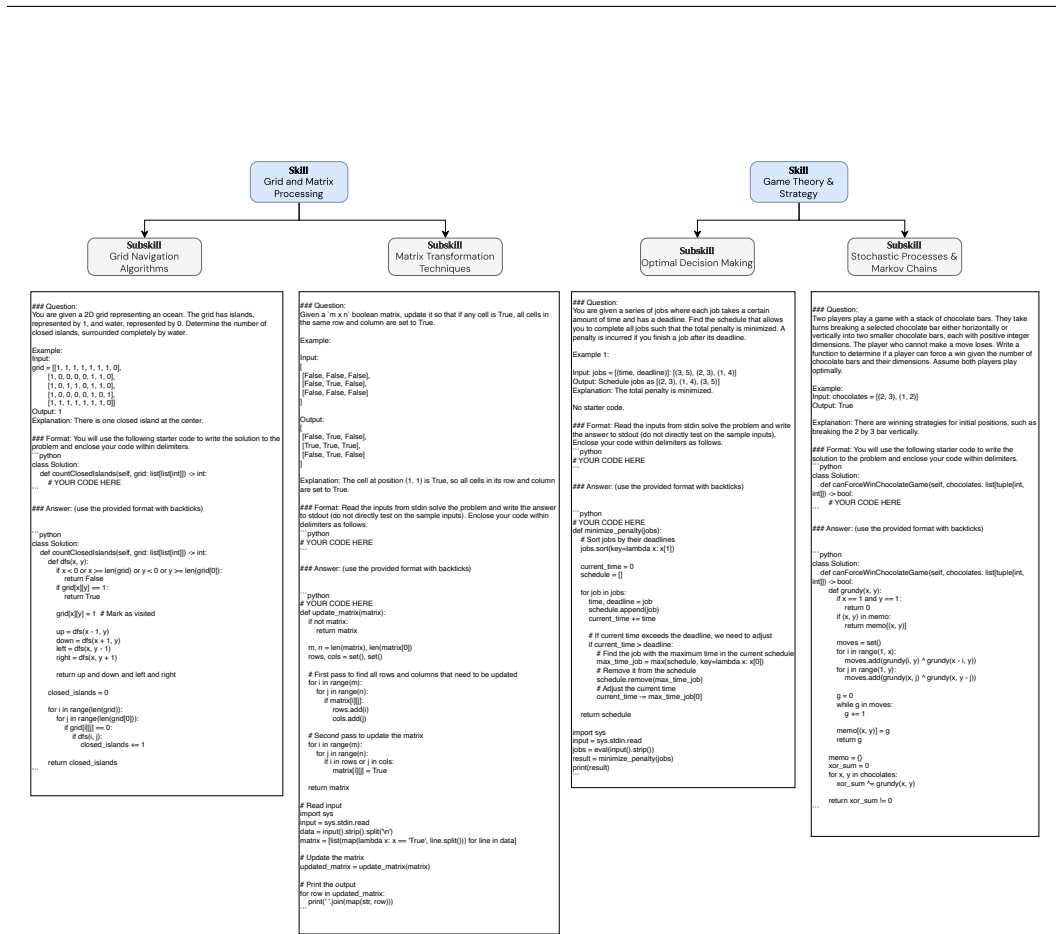 Skill
Grid and Matrix
Processing
Skill
Game Theory &
Strategy
Subskill
Grid Navigation
Algorithms
Subskill
Matrix Transformation
Techniques
Subskill
Optimal Decision Making
Subskill
Stochastic Processes &
Markov Chains
### Question:
You are given a 2D grid representing an ocean. The grid has islands,
represented by 1, and water, represented by 0. Determine the number of
closed islands, surrounded completely by water.
Example:
Input:
grid = [[1, 1, 1, 1, 1, 1, 1, 0],
[1, 0, 0, 0, 0, 1, 1, 0],
[1, 0, 1, 1, 0, 1, 1, 0],
[1, 0, 0, 0, 0, 1, 0, 1],
[1, 1, 1, 1, 1, 1, 1, 0]]
Output: 1
Explanation: There is one closed island at the center.
### Format: You will use the following starter code to write the solution to the
problem and enclose your code within delimiters.
```python
class Solution:
def countClosedIslands(self, grid: list[list[int]]) -> int:
# YOUR CODE HERE
```
### Answer: (use the provided format with backticks)
```python
class Solution:
def countClosedIslands(self, grid: list[list[int]]) -> int:
def dfs(x, y):
if x < 0 or x >= len(grid) or y < 0 or y >= len(grid[0]):
return False
if grid[x][y] == 1:
return True
grid[x][y] = 1 # Mark as visited
up = dfs(x - 1, y)
down = dfs(x + 1, y)
left = dfs(x, y - 1)
right = dfs(x, y + 1)
return up and down and left and right
closed_islands = 0
for i in range(len(grid)):
for j in range(len(grid[0])):
if grid[i][j] == 0:
if dfs(i, j):
closed_islands += 1
return closed_islands
```
### Question:
Given a `m x n` boolean matrix, update it so that if any cell is True, all cells in
the same row and column are set to True.
Example:
Input:
[
[False, False, False],
[False, True, False],
[False, False, False]
]
Output:
[
[False, True, False],
[True, True, True],
[False, True, False]
]
Explanation: The cell at position (1, 1) is True, so all cells in its row and column
are set to True.
### Format: Read the inputs from stdin solve the problem and write the answer
to stdout (do not directly test on the sample inputs). Enclose your code within
delimiters as follows.
```python
# YOUR CODE HERE
```
### Answer: (use the provided format with backticks)
```python
# YOUR CODE HERE
def update_matrix(matrix):
if not matrix:
return matrix
m, n = len(matrix), len(matrix[0])
rows, cols = set(), set()
# First pass to find all rows and columns that need to be updated
for i in range(m):
for j in range(n):
if matrix[i][j]:
rows.add(i)
cols.add(j)
# Second pass to update the matrix
for i in range(m):
for j in range(n):
if i in rows or j in cols:
matrix[i][j] = True
return matrix
# Read input
import sys
input = sys.stdin.read
data = input().strip().split('\n')
matrix = [list(map(lambda x: x == 'True', line.split())) for line in data]
# Update the matrix
updated_matrix = update_matrix(matrix)
# Print the output
for row in updated_matrix:
print(' '.join(map(str, row)))
```
### Question:
You are given a series of jobs where each job takes a certain
amount of time and has a deadline. Find the schedule that allows
you to complete all jobs such that the total penalty is minimized. A
penalty is incurred if you finish a job after its deadline.
Example 1:
Input: jobs = [(time, deadline)]: [(3, 5), (2, 3), (1, 4)]
Output: Schedule jobs as [(2, 3), (1, 4), (3, 5)]
Explanation: The total penalty is minimized.
No starter code.
### Format: Read the inputs from stdin solve the problem and write
the answer to stdout (do not directly test on the sample inputs).
Enclose your code within delimiters as follows.
```python
# YOUR CODE HERE
```
### Answer: (use the provided format with backticks)
```python
# YOUR CODE HERE
def minimize_penalty(jobs):
# Sort jobs by their deadlines
jobs.sort(key=lambda x: x[1])
current_time = 0
schedule = []
for job in jobs:
time, deadline = job
schedule.append(job)
current_time += time
# If current time exceeds the deadline, we need to adjust
if current_time > deadline:
# Find the job with the maximum time in the current schedule
max_time_job = max(schedule, key=lambda x: x[0])
# Remove it from the schedule
schedule.remove(max_time_job)
# Adjust the current time
current_time -= max_time_job[0]
return schedule
import sys
input = sys.stdin.read
jobs = eval(input().strip())
result = minimize_penalty(jobs)
print(result)
```
### Question:
Two players play a game with a stack of chocolate bars. They take
turns breaking a selected chocolate bar either horizontally or
vertically into two smaller chocolate bars, each with positive integer
dimensions. The player who cannot make a move loses. Write a
function to determine if a player can force a win given the number of
chocolate bars and their dimensions. Assume both players play
optimally.
Example:
Input: chocolates = [(2, 3), (1, 2)]
Output: True
Explanation: There are winning strategies for initial positions, such as
breaking the 2 by 3 bar vertically.
### Format: You will use the following starter code to write the
solution to the problem and enclose your code within delimiters.
```python
class Solution:
def canForceWinChocolateGame(self, chocolates: list[tuple[int,
int]]) -> bool:
# YOUR CODE HERE
```
### Answer: (use the provided format with backticks)
```python
class Solution:
def canForceWinChocolateGame(self, chocolates: list[tuple[int,
int]]) -> bool:
def grundy(x, y):
if x == 1 and y == 1:
return 0
if (x, y) in memo:
return memo[(x, y)]
moves = set()
for i in range(1, x):
moves.add(grundy(i, y) ^ grundy(x - i, y))
for j in range(1, y):
moves.add(grundy(x, j) ^ grundy(x, y - j))
g = 0
while g in moves:
g += 1
memo[(x, y)] = g
return g
memo = {}
xor_sum = 0
for x, y in chocolates:
xor_sum ^= grundy(x, y)
return xor_sum != 0
```